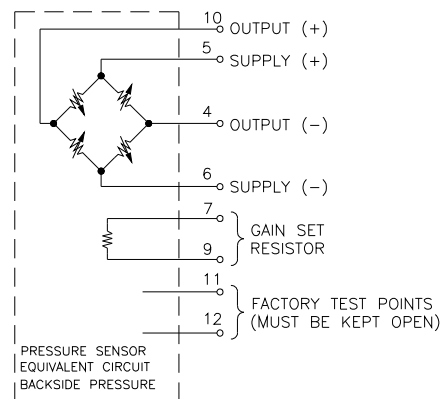 10 OUTPUT (+)
5 SUPPLY (+)
4 OUTPUT (-)
6 SUPPLY (-)
7
GAIN SET
RESISTOR
9
11
FACTORY TEST POINTS
(MUST BE KEPT OPEN)
12
PRESSURE SENSOR
EQUIVALENT CIRCUIT
BACKSIDE PRESSURE